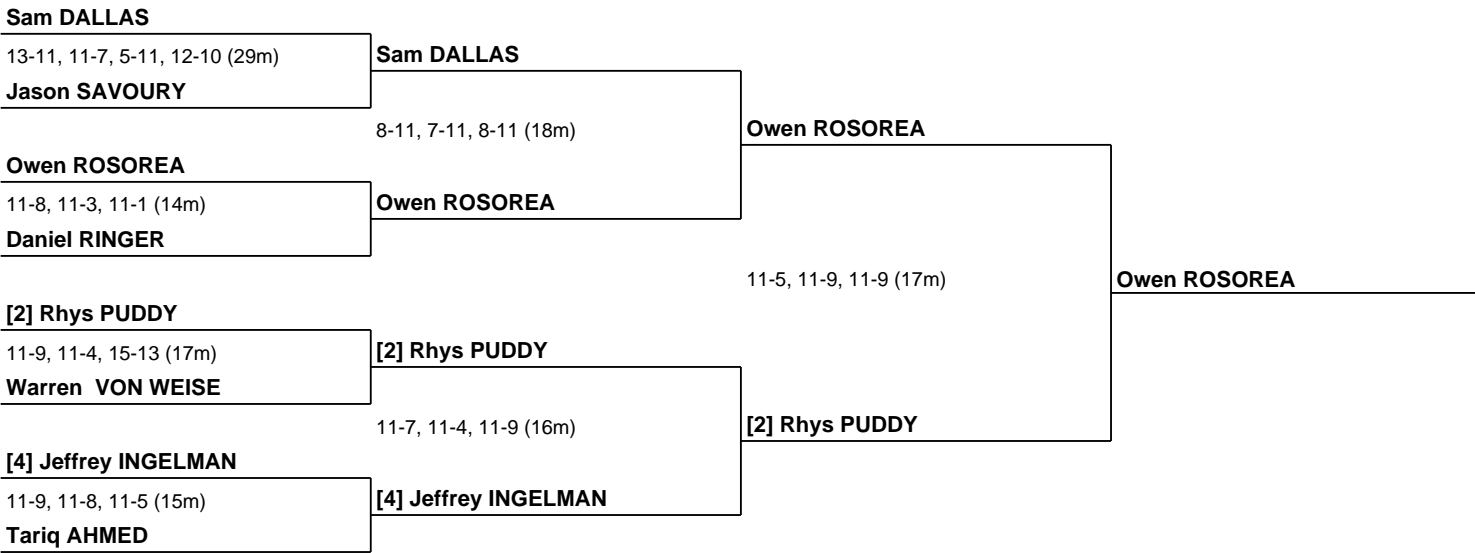 Sam DALLAS
13-11, 11-7, 5-11, 12-10 (29m)
Jason SAVOURY
Sam DALLAS
8-11, 7-11, 8-11 (18m)
Owen ROSOREA
Owen ROSOREA
11-8, 11-3, 11-1 (14m)
Daniel RINGER
Owen ROSOREA
11-5, 11-9, 11-9 (17m)
Owen ROSOREA
[2] Rhys PUDDY
11-9, 11-4, 15-13 (17m)
Warren  VON WEISE
[2] Rhys PUDDY
11-7, 11-4, 11-9 (16m)
[2] Rhys PUDDY
[4] Jeffrey INGELMAN
11-9, 11-8, 11-5 (15m)
Tariq AHMED
[4] Jeffrey INGELMAN